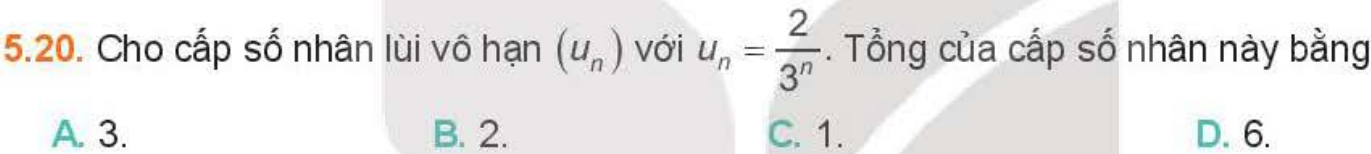 5.20. Cho cấp số nhân lùi vô hạn (uₙ) với uₙ = 2/3ⁿ. Tổng của cấp số nhân này bằng
A. 3. B. 2. C. 1. D. 6.